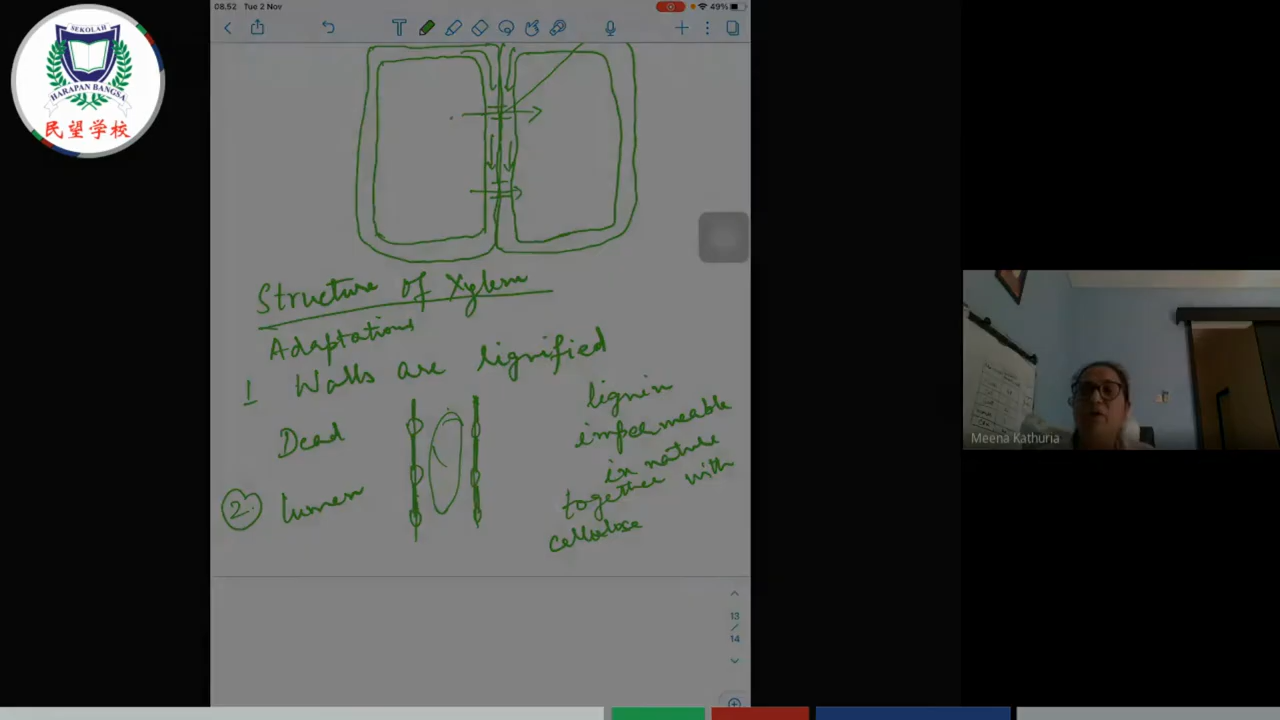 08.52 Tue 2 Nov
49%
SEKOLAH
HARAPAN BANGSA
民望学校
Structure of Xylem
Adaptations
1 Walls are lignified
lignin
impermeable
in nature
together with
cellulose
Dead
2. lumen
Meena Kathuria
13
/
14